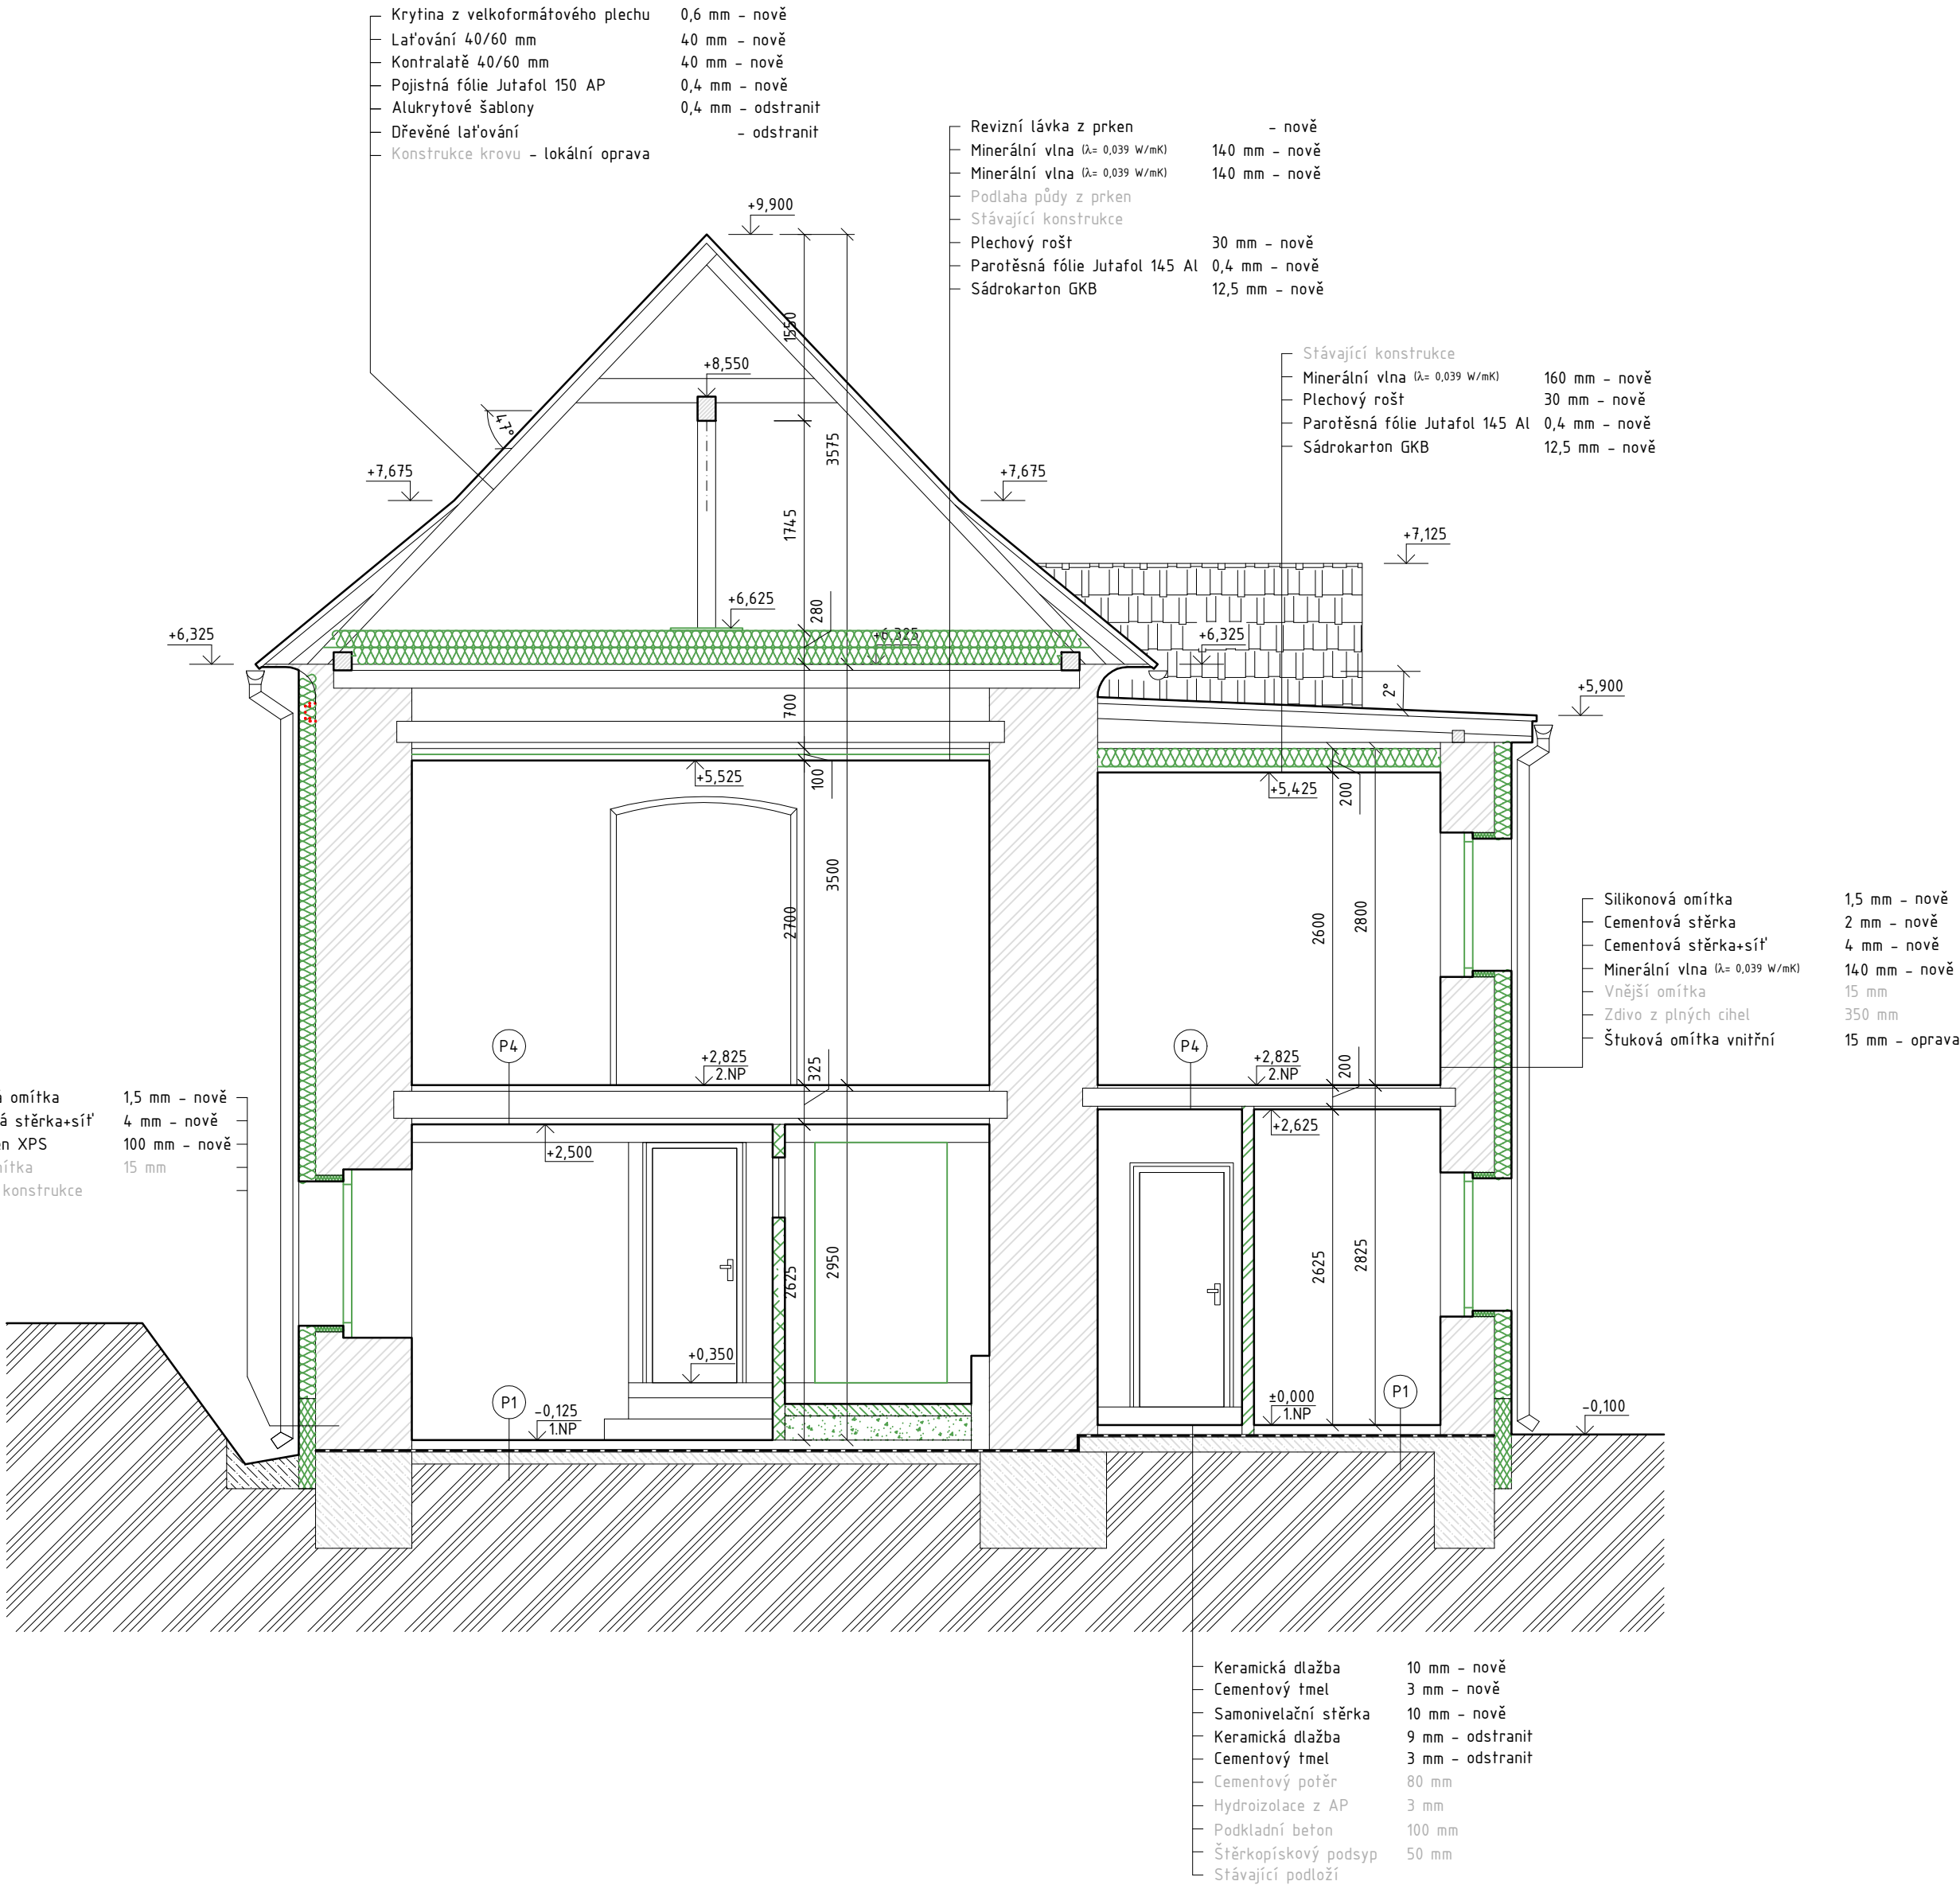 Krytina z velkoformátového plechu 0,6 mm - nově
Laťování 40/60 mm 40 mm - nově
Kontralatě 40/60 mm 40 mm - nově
Pojistná fólie Jutafol 150 AP 0,4 mm - nově
Alukrytové šablony 0,4 mm - odstranit
Dřevěné laťování - odstranit
Konstrukce krovu - lokální oprava
Revizní lávka z prken - nově
Minerální vlna (λ= 0,039 W/mK) 140 mm - nově
Minerální vlna (λ= 0,039 W/mK) 140 mm - nově
Podlaha půdy z prken
Stávající konstrukce
Plechový rošt 30 mm - nově
Parotěsná fólie Jutafol 145 Al 0,4 mm - nově
Sádrokarton GKB 12,5 mm - nově
Stávající konstrukce
Minerální vlna (λ= 0,039 W/mK) 160 mm - nově
Plechový rošt 30 mm - nově
Parotěsná fólie Jutafol 145 Al 0,4 mm - nově
Sádrokarton GKB 12,5 mm - nově
+9,900
1550
+8,550
47°
3575
+7,675
+7,675
1745
+7,125
+6,625
280
+6,325
+6,325
+6,325
2°
700
+5,900
100
+5,525
+5,425
200
3500
2700
2600
2800
Silikonová omítka 1,5 mm - nově
Cementová stěrka 2 mm - nově
Cementová stěrka+síť 4 mm - nově
Minerální vlna (λ= 0,039 W/mK) 140 mm - nově
Vnější omítka 15 mm
Zdivo z plných cihel 350 mm
Štuková omítka vnitřní 15 mm - oprava
P4
+2,825
2.NP
325
P4
+2,825
2.NP
200
omítka 1,5 mm - nově
stěrka+síť 4 mm - nově
XPS 100 mm - nově
15 mm
konstrukce
+2,500
+2,625
2625
2950
2625
2825
+0,350
P1
-0,125
1.NP
±0,000
1.NP
P1
-0,100
Keramická dlažba 10 mm - nově
Cementový tmel 3 mm - nově
Samonivelační stěrka 10 mm - nově
Keramická dlažba 9 mm - odstranit
Cementový tmel 3 mm - odstranit
Cementový potěr 80 mm
Hydroizolace z AP 3 mm
Podkladní beton 100 mm
Štěrkopískový podsyp 50 mm
Stávající podloží